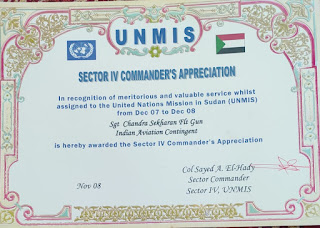 UNMIS
SECTOR IV COMMANDER'S APPRECIATION
In recognition of meritorious and valuable service whilst
assigned to the United Nations Mission in Sudan (UNMIS)
from Dec 07 to Dec 08
Sgt. Chandra Sekharan Flt Gun
Indian Aviation Contingent
is hereby awarded the Sector IV Commander's Appreciation
Col Sayed A. El-Hady
Nov 08
Sector Commander
Sector IV, UNMIS